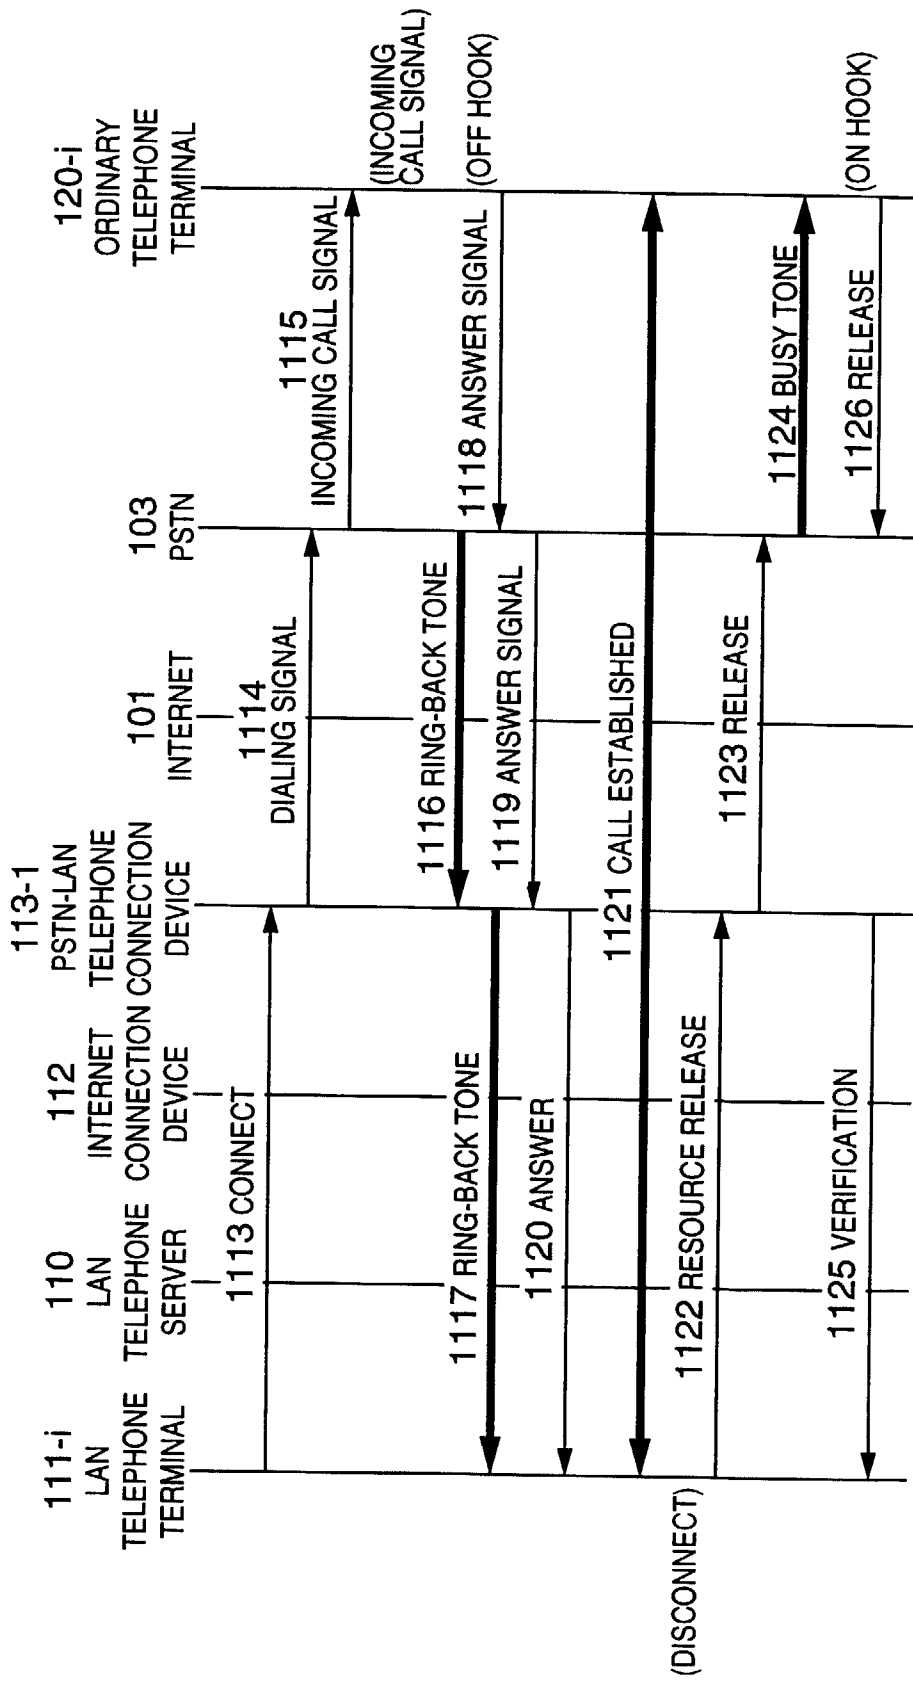 111-i
LAN
TELEPHONE
TERMINAL
110
LAN
TELEPHONE
SERVER
112
INTERNET
CONNECTION
DEVICE
113-1
PSTN-LAN
TELEPHONE
CONNECTION
DEVICE
101
INTERNET
103
PSTN
120-i
ORDINARY
TELEPHONE
TERMINAL
1113 CONNECT
1114
DIALING SIGNAL
1115
INCOMING CALL SIGNAL
(INCOMING
CALL SIGNAL)
1116 RING-BACK TONE
1117 RING-BACK TONE
(OFF HOOK)
1118 ANSWER SIGNAL
1119 ANSWER SIGNAL
1120 ANSWER
1121 CALL ESTABLISHED
(DISCONNECT)
1122 RESOURCE RELEASE
1123 RELEASE
1124 BUSY TONE
1125 VERIFICATION
(ON HOOK)
1126 RELEASE